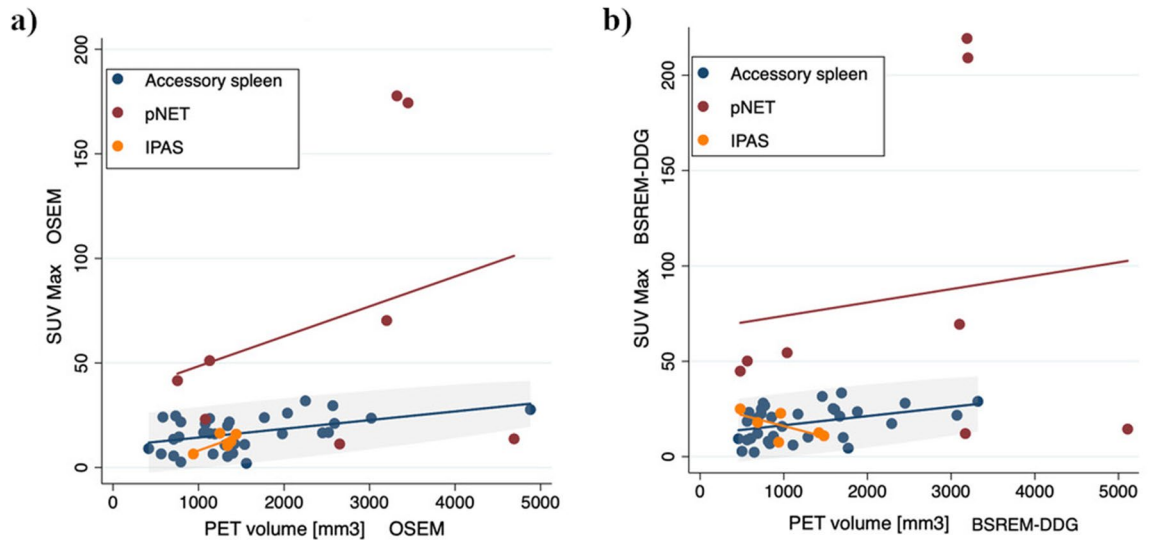 a)
200
150
100
50
0
SUV Max OSEM
Accessory spleen
pNET
IPAS
0 1000 2000 3000 4000 5000
PET volume [mm3] OSEM
b)
200
150
100
50
0
SUV Max BSREM-DDG
Accessory spleen
pNET
IPAS
0 1000 2000 3000 4000 5000
PET volume [mm3] BSREM-DDG